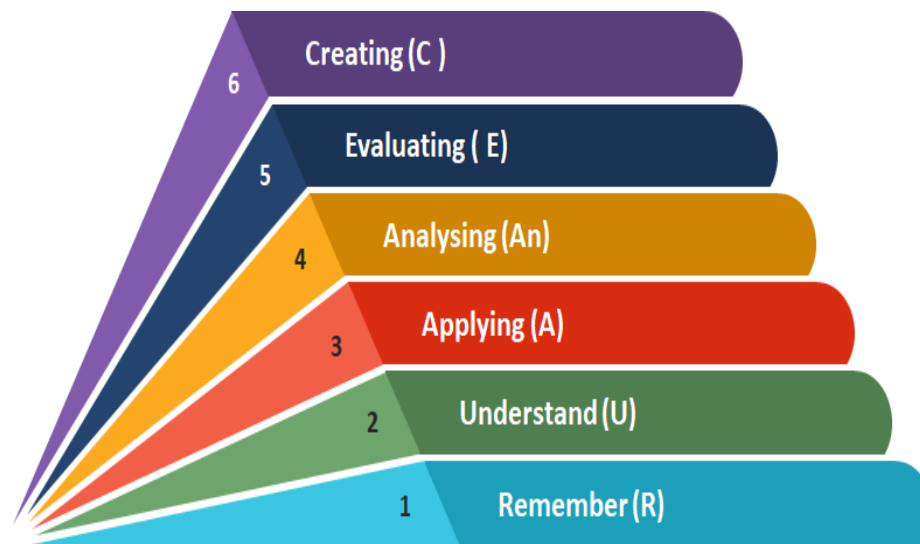 6 Creating (C )
5 Evaluating ( E)
4 Analysing (An)
3 Applying (A)
2 Understand (U)
1 Remember (R)